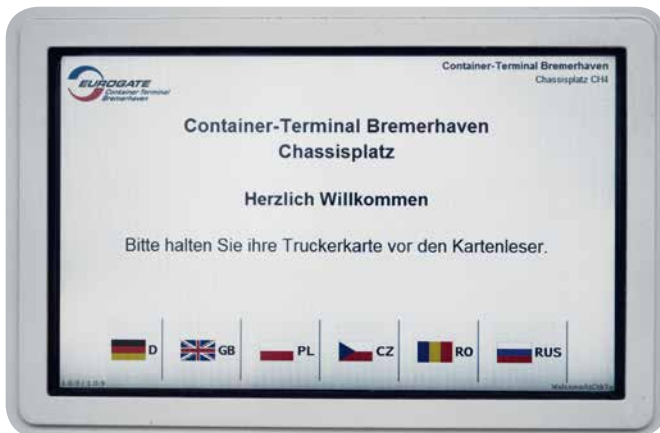 EUROGATE
Container Terminal
Bremerhaven
Container-Terminal Bremerhaven
Chassisplatz CH4
Container-Terminal Bremerhaven
Chassisplatz
Herzlich Willkommen
Bitte halten Sie ihre Truckerkarte vor den Kartenleser.
D GB PL CZ RO RUS